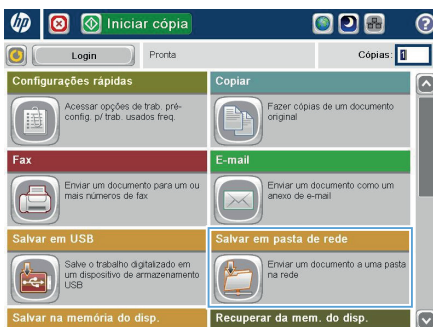 hp Iniciar cópia ?
Login Pronta Cópias: 1
Configurações rápidas
Acessar opções de
trab. pré-
config. p/ trab. usados freq.
Copiar
Fazer cópias de um documento
original
Fax
Enviar um documento para um ou
mais números de fax
E-mail
Enviar um documento como um
anexo de e-mail
Salvar em USB
Salve o trabalho digitalizado em
um dispositivo de armazenamento
USB
Salvar em pasta de rede
Enviar um documento a uma pasta
na rede
Salvar na memória do disp.
Recuperar da mem. do disp.